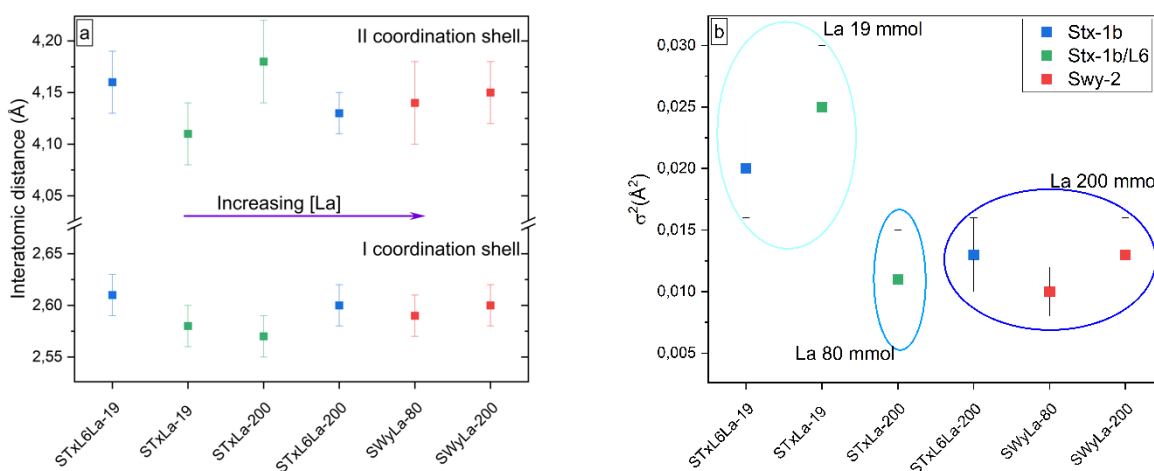 a
II coordination shell
4,20
4,15
4,10
4,05
Increasing [La]
Interatomic distance (Å)
I coordination shell
2,65
2,60
2,55
STxL6La-19
STxLa-19
STxLa-200
STxL6La-200
SWyLa-80
SWyLa-200
b
La 19 mmol
Stx-1b
Stx-1b/L6
Swy-2
0,030
0,025
0,020
0,015
0,010
0,005
σ²(Å²)
La 200 mmol
La 80 mmol
STxL6La-19
STxLa-19
STxLa-200
STxL6La-200
SWyLa-80
SWyLa-200